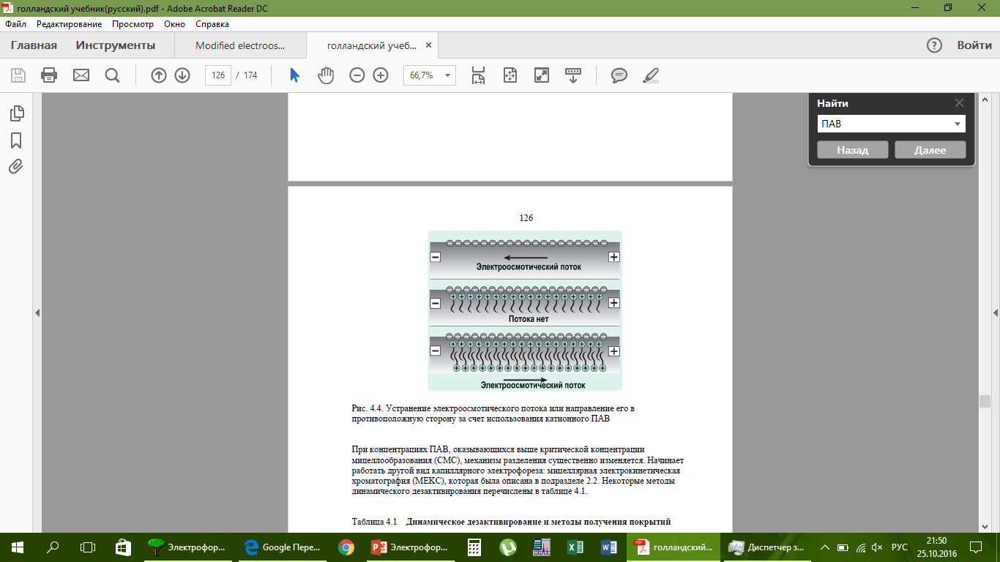 голландский учебник(русский).pdf - Adobe Acrobat Reader DC
Файл Редактирование Просмотр Окно Справка
Главная Инструменты Modified electroos... голландский учеб... × Войти
126 / 174 66,7%
Найти
ПАВ
Назад Далее
126
− +
Электроосмотический поток
− +
Потока нет
− +
Электроосмотический поток
Рис. 4.4. Устранение электроосмотического потока или направление его в
противоположную сторону за счет использования катионного ПАВ
При концентрациях ПАВ, оказывающихся выше критической концентрации
мицеллообразования (СМС), механизм разделения существенно изменяется. Начинает
работать другой вид капиллярного электрофореза: мицеллярная электрокинетическая
хроматография (МЕКС), которая была описана в подразделе 2.2. Некоторые методы
динамического дезактивирования перечислены в таблице 4.1.
Таблица 4.1 Динамическое дезактивирование и методы получения покрытий
Электрофор... Google Пере... Электрофор... голландский... Диспетчер з... РУС 21:50
25.10.2016